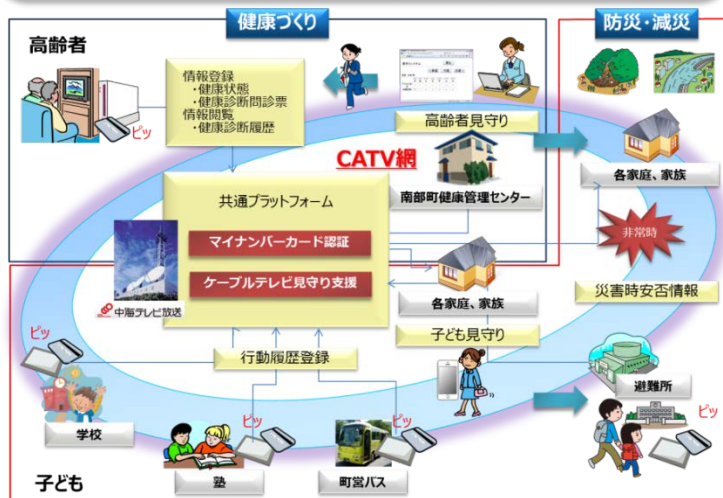 健康づくり
防災・減災
高齢者
情報登録
・健康状態
・健康診断問診票
情報閲覧
・健康診断履歴
ピッ
高齢者見守り
CATV網
南部町健康管理センター
各家庭、家族
共通プラットフォーム
マイナンバーカード認証
ケーブルテレビ見守り支援
中海テレビ放送
非常時
各家庭、家族
災害時安否情報
子ども見守り
行動履歴登録
ピッ
学校
ピッ
塾
ピッ
町営バス
避難所
ピッ
子ども